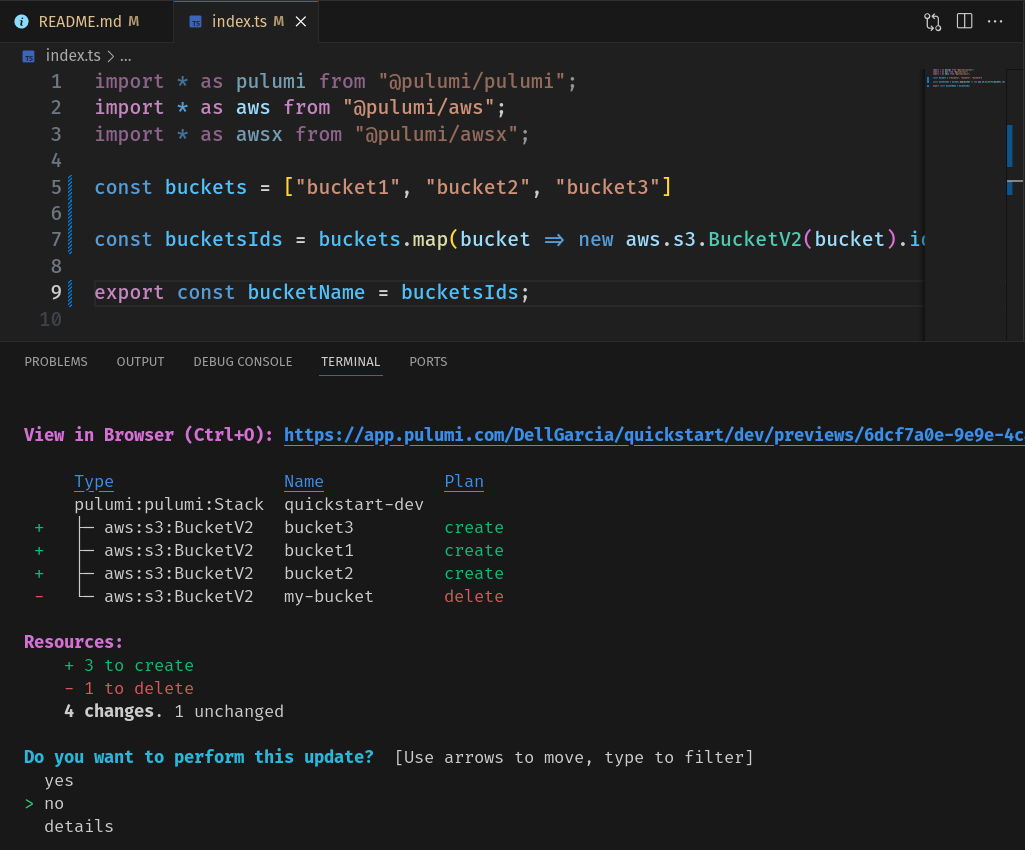 README.md M
index.ts M
index.ts > ...
1 import * as pulumi from "@pulumi/pulumi";
2 import * as aws from "@pulumi/aws";
3 import * as awsx from "@pulumi/awsx";
4
5 const buckets = ["bucket1", "bucket2", "bucket3"]
6
7 const bucketsIds = buckets.map(bucket => new aws.s3.BucketV2(bucket).id
8
9 export const bucketName = bucketsIds;
10
PROBLEMS OUTPUT DEBUG CONSOLE TERMINAL PORTS
View in Browser (Ctrl+O): https://app.pulumi.com/DellGarcia/quickstart/dev/previews/6dcf7a0e-9e9e-4c
Type Name Plan
pulumi:pulumi:Stack quickstart-dev
+ ├─ aws:s3:BucketV2 bucket3 create
+ ├─ aws:s3:BucketV2 bucket1 create
+ ├─ aws:s3:BucketV2 bucket2 create
- └─ aws:s3:BucketV2 my-bucket delete
Resources:
+ 3 to create
- 1 to delete
4 changes. 1 unchanged
Do you want to perform this update? [Use arrows to move, type to filter]
yes
> no
details